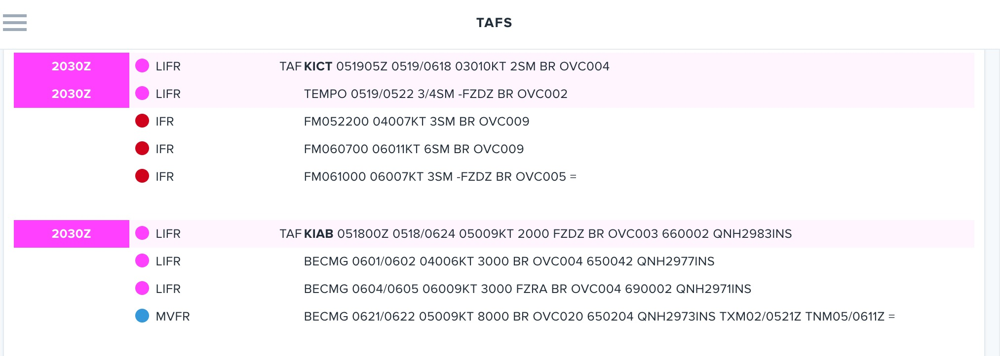 TAFS
2030Z LIFR TAF KICT 051905Z 0519/0618 03010KT 2SM BR OVC004
2030Z LIFR TEMPO 0519/0522 3/4SM -FZDZ BR OVC002
IFR FM052200 04007KT 3SM BR OVC009
IFR FM060700 06011KT 6SM BR OVC009
IFR FM061000 06007KT 3SM -FZDZ BR OVC005 =
2030Z LIFR TAF KIAB 051800Z 0518/0624 05009KT 2000 FZDZ BR OVC003 660002 QNH2983INS
LIFR BECMG 0601/0602 04006KT 3000 BR OVC004 650042 QNH2977INS
LIFR BECMG 0604/0605 06009KT 3000 FZRA BR OVC004 690002 QNH2971INS
MVFR BECMG 0621/0622 05009KT 8000 BR OVC020 650204 QNH2973INS TXM02/0521Z TNM05/0611Z =